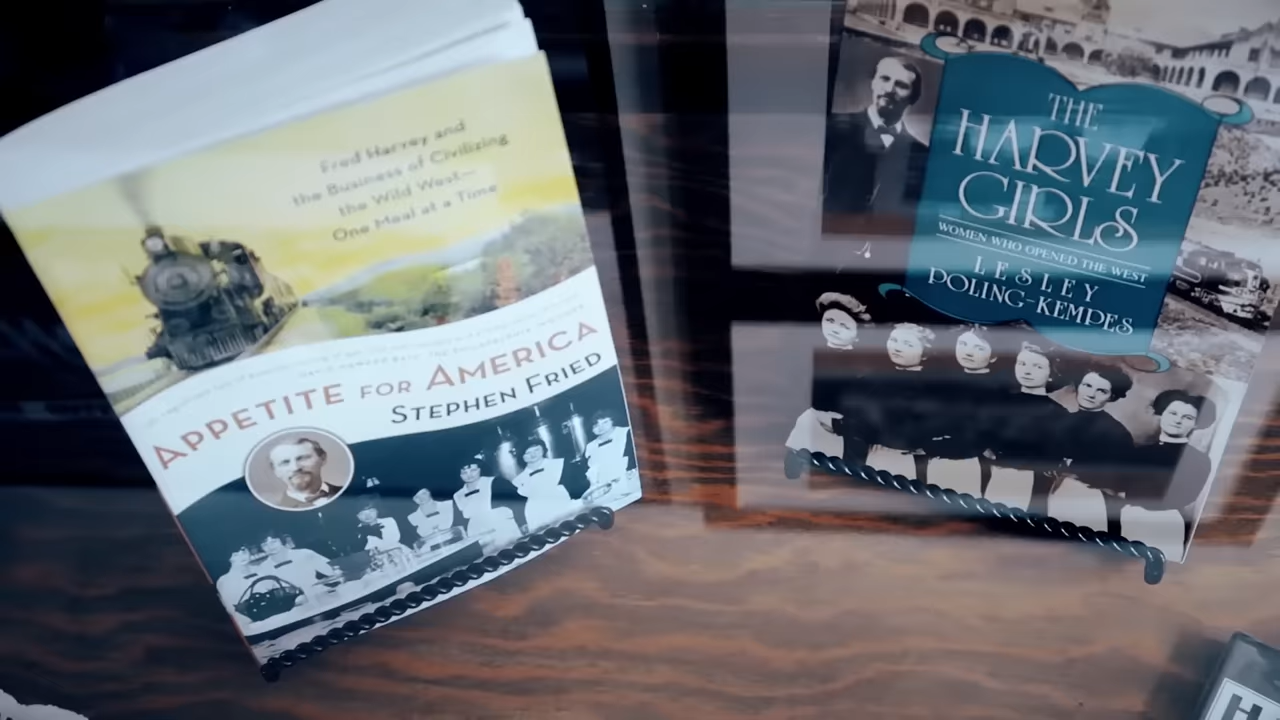 Fred Harvey and
the Business of Civilizing
the Wild West—
One Meal at a Time
APPETITE FOR AMERICA
STEPHEN FRIED
THE
HARVEY
GIRLS
WOMEN WHO OPENED THE WEST
LESLEY
POLING-KEMPES
H